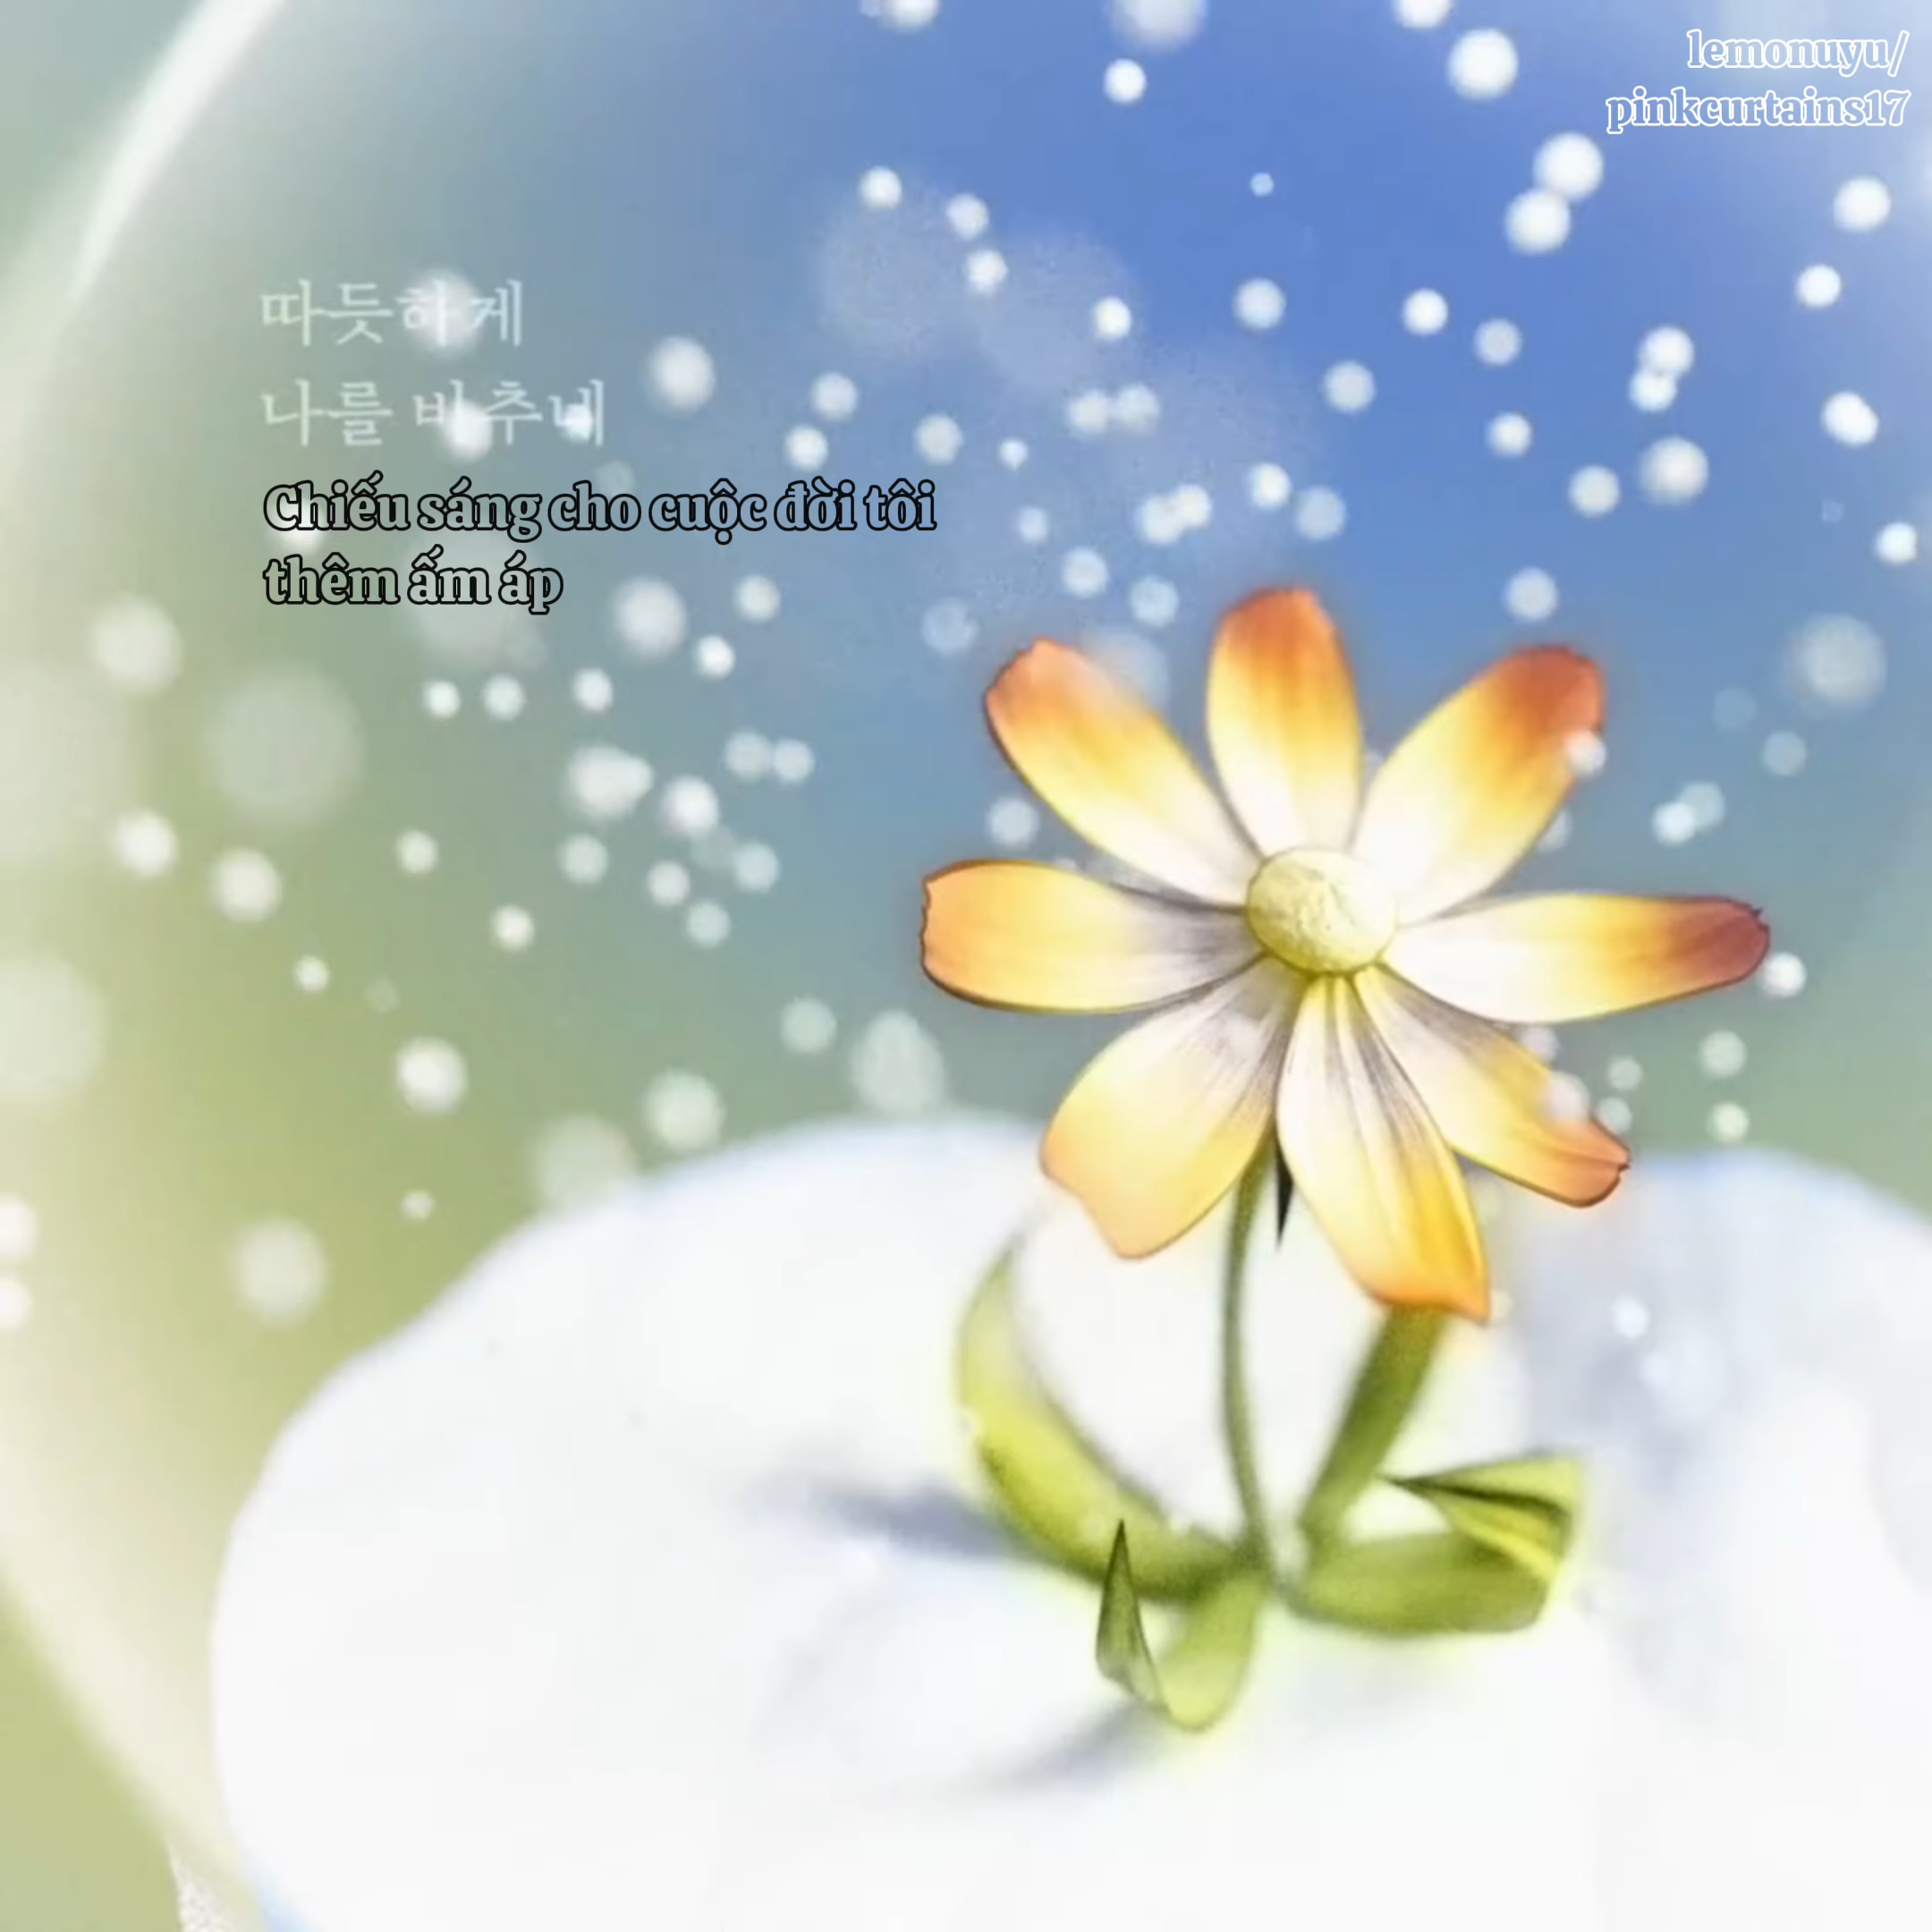 lemonuyu/
pinkcurtains17
따듯하게
나를 비추네
Chiếu sáng cho cuộc đời tôi
thêm ấm áp